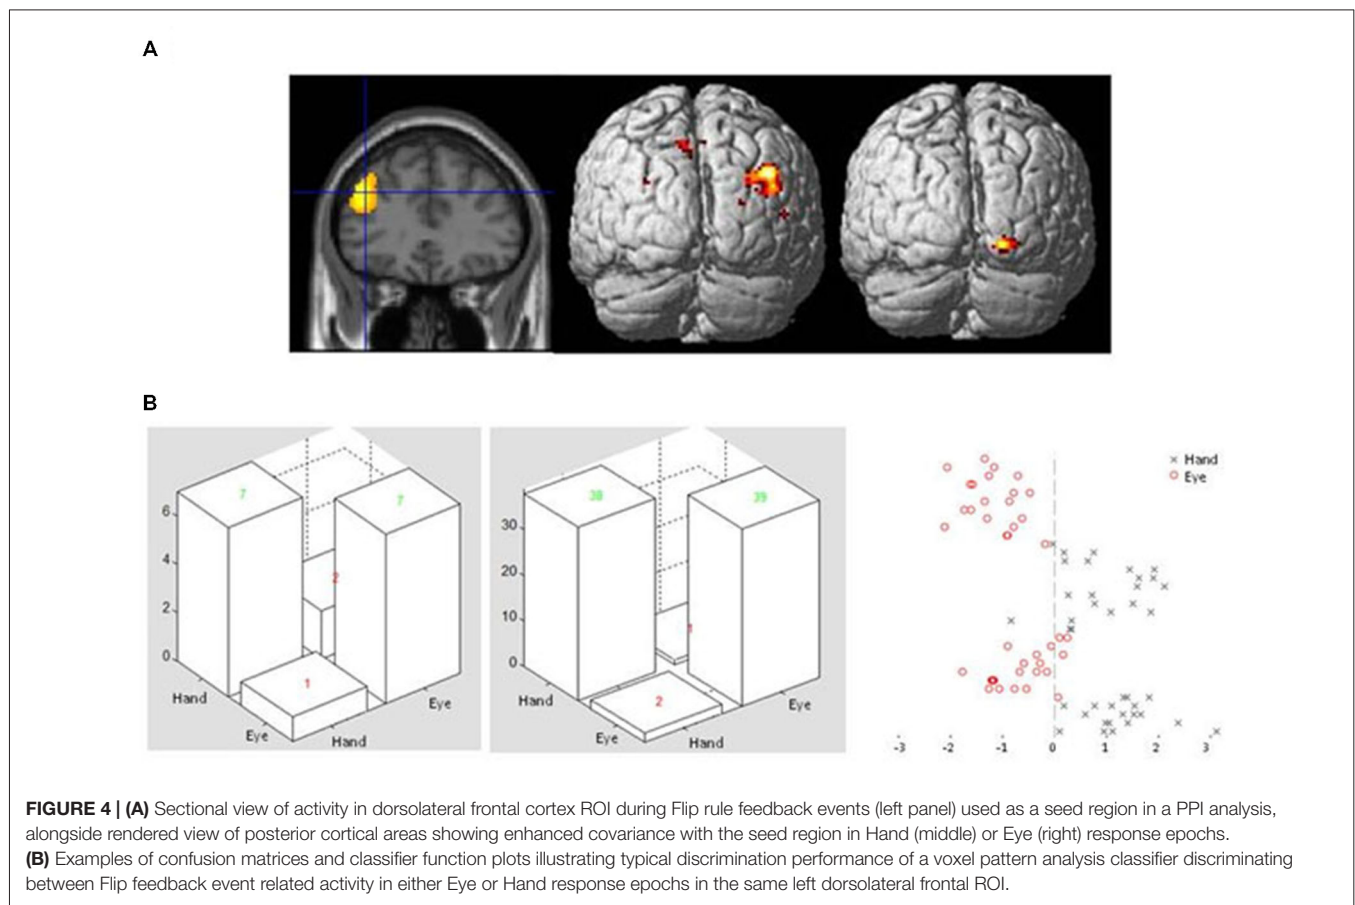 A
B
7
7
2
1
6
4
2
0
Hand
Eye
Hand
Eye
38
39
1
2
30
20
10
0
Hand
Eye
Hand
Eye
Hand
Eye
-3 -2 -1 0 1 2 3
FIGURE 4 | (A) Sectional view of activity in dorsolateral frontal cortex ROI during Flip rule feedback events (left panel) used as a seed region in a PPI analysis,
alongside rendered view of posterior cortical areas showing enhanced covariance with the seed region in Hand (middle) or Eye (right) response epochs.
(B) Examples of confusion matrices and classifier function plots illustrating typical discrimination performance of a voxel pattern analysis classifier discriminating
between Flip feedback event related activity in either Eye or Hand response epochs in the same left dorsolateral frontal ROI.